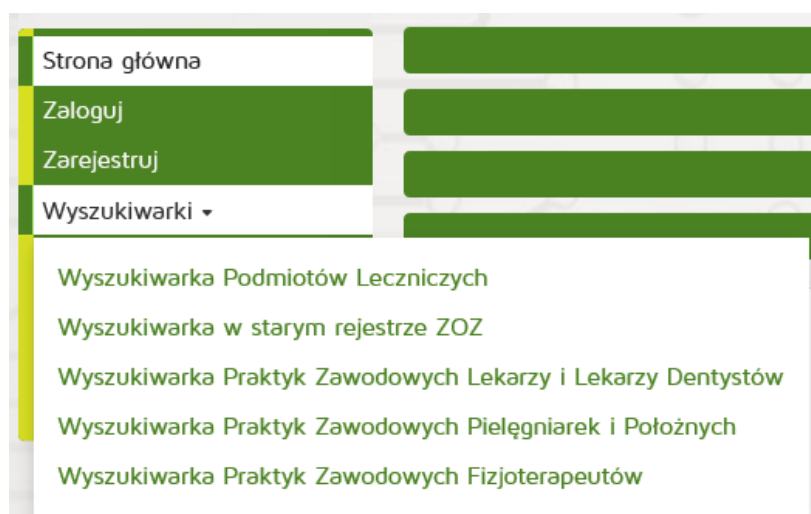 Strona główna
Zaloguj
Zarejestruj
Wyszukiwarki
Wyszukiwarka Podmiotów Leczniczych
Wyszukiwarka w starym rejestrze ZOZ
Wyszukiwarka Praktyk Zawodowych Lekarzy i Lekarzy Dentystów
Wyszukiwarka Praktyk Zawodowych Pielęgniarek i Położnych
Wyszukiwarka Praktyk Zawodowych Fizjoterapeutów